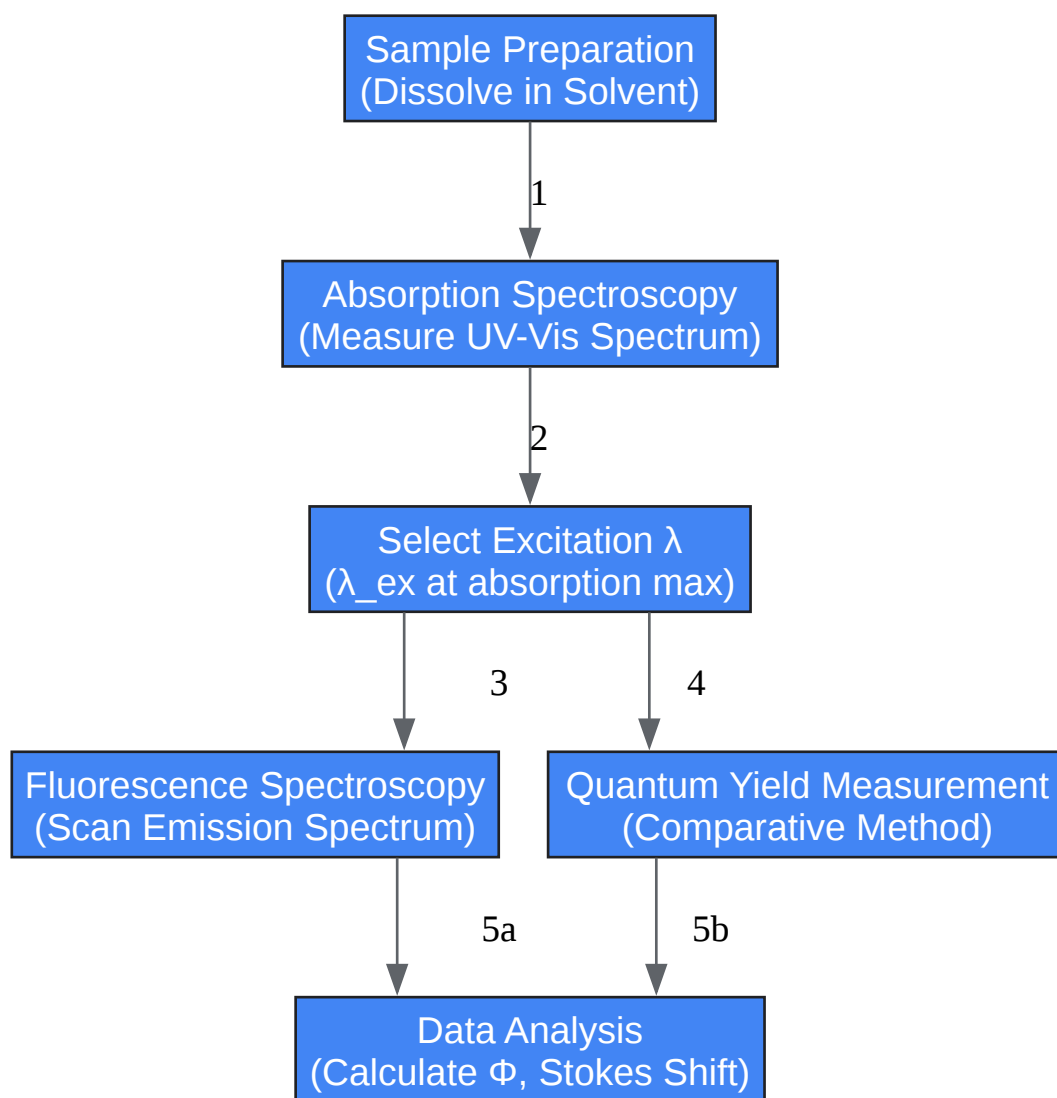 Sample Preparation
(Dissolve in Solvent)
1
Absorption Spectroscopy
(Measure UV-Vis Spectrum)
2
Select Excitation λ
(λ_ex at absorption max)
3
4
Fluorescence Spectroscopy
(Scan Emission Spectrum)
Quantum Yield Measurement
(Comparative Method)
5a
5b
Data Analysis
(Calculate Φ, Stokes Shift)